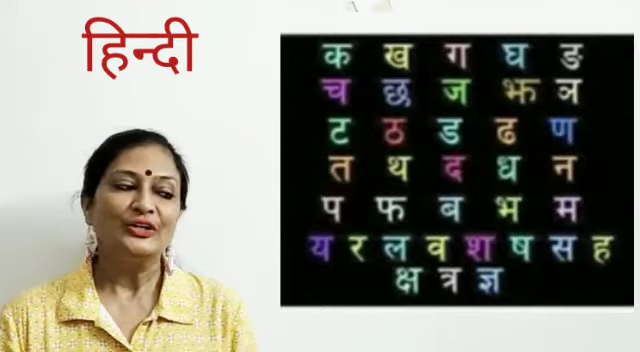 हिन्दी
क ख ग घ ङ
च छ ज झ ञ
ट ठ ड ढ ण
त थ द ध न
प फ ब भ म
य र ल व श ष स ह
क्ष त्र ज्ञ